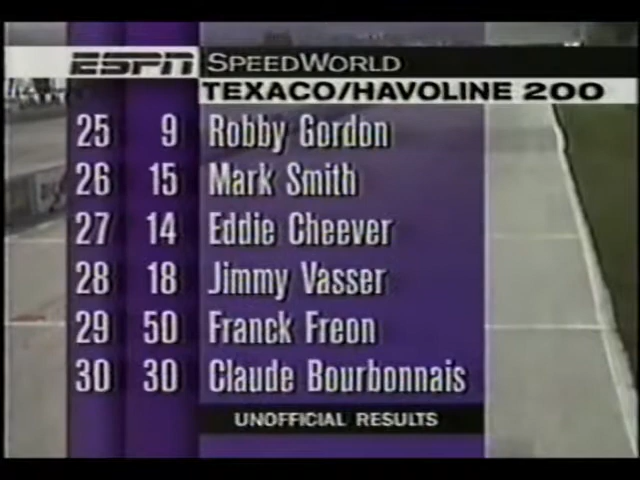 ESPN SPEEDWORLD
TEXACO/HAVOLINE 200
25 9 Robby Gordon
26 15 Mark Smith
27 14 Eddie Cheever
28 18 Jimmy Vasser
29 50 Franck Freon
30 30 Claude Bourbonnais
UNOFFICIAL RESULTS